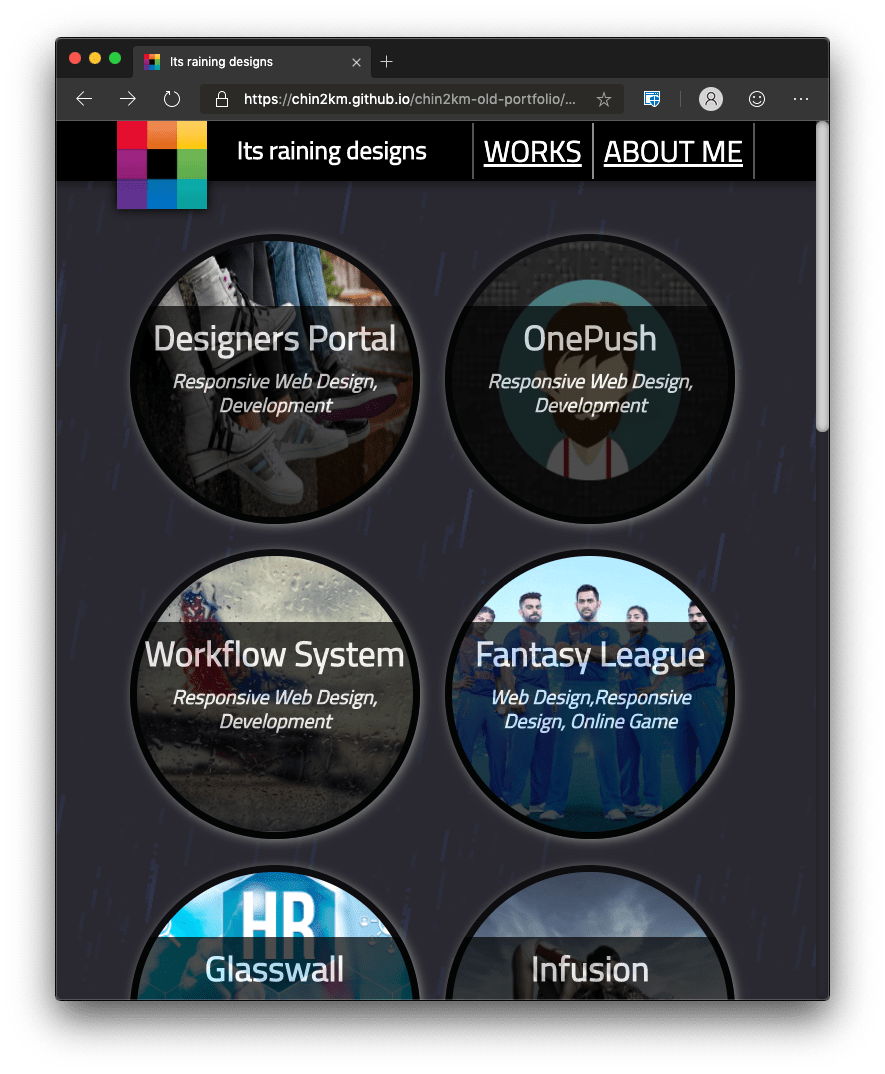 Its raining designs
https://chin2km.github.io/chin2km-old-portfolio/...
Its raining designs
WORKS
ABOUT ME
Designers Portal
Responsive Web Design,
Development
OnePush
Responsive Web Design,
Development
Workflow System
Responsive Web Design,
Development
Fantasy League
Web Design,Responsive
Design, Online Game
HR
Glasswall
Infusion